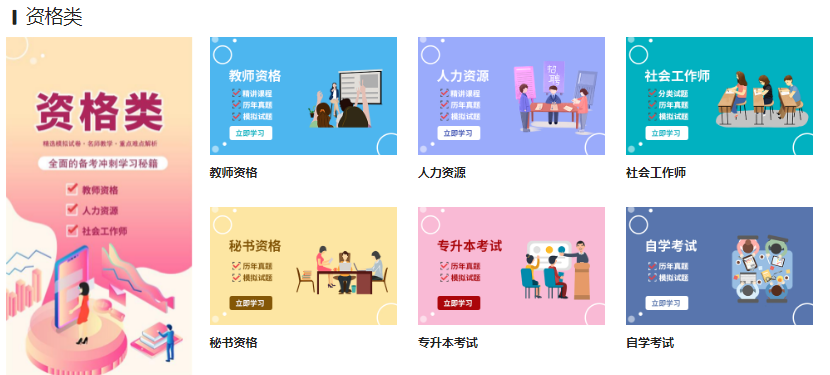 资格类
资格类
精选模拟试卷·名师教学·重点难点解析
全面的备考冲刺学习秘籍
教师资格
人力资源
社会工作师
教师资格
精讲课程
历年真题
模拟试题
立即学习
教师资格
人力资源
精讲课程
历年真题
模拟试题
立即学习
招聘
人力资源
社会工作师
分类试题
历年真题
模拟试题
立即学习
社会工作师
秘书资格
历年真题
模拟试题
立即学习
秘书资格
专升本考试
历年真题
模拟试题
立即学习
专升本考试
自学考试
历年真题
模拟试题
立即学习
自学考试